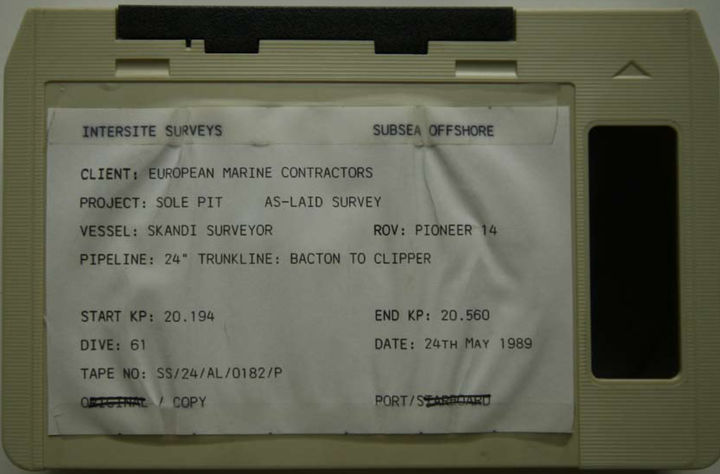 INTERSITE SURVEYS SUBSEA OFFSHORE
CLIENT: EUROPEAN MARINE CONTRACTORS
PROJECT: SOLE PIT AS-LAID SURVEY
VESSEL: SKANDI SURVEYOR ROV: PIONEER 14
PIPELINE: 24" TRUNKLINE: BACTON TO CLIPPER
START KP: 20.194 END KP: 20.560
DIVE: 61 DATE: 24TH MAY 1989
TAPE NO: SS/24/AL/0182/P
ORIGINAL / COPY PORT/STARBOARD